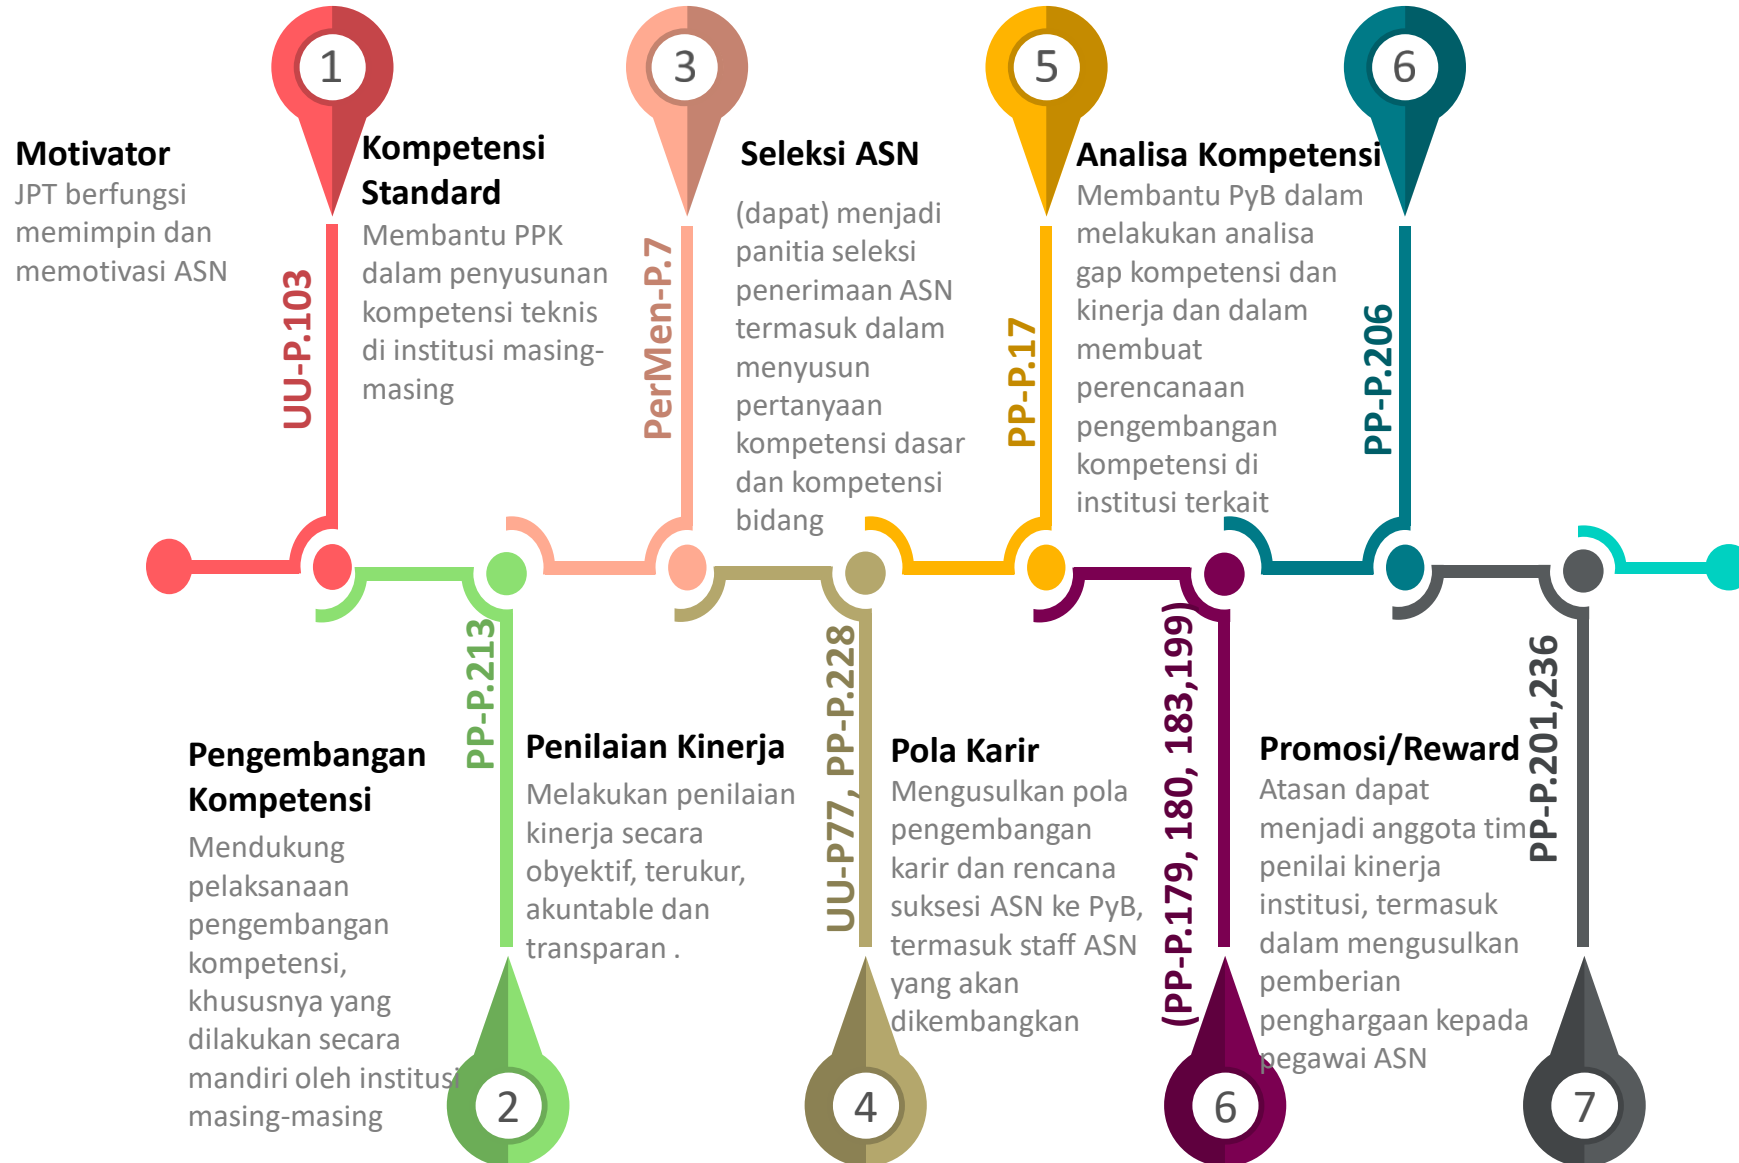 1
Motivator
JPT berfungsi
memimpin dan
memotivasi ASN
UU-P.103
3
Kompetensi
Standard
Membantu PPK
dalam penyusunan
kompetensi teknis
di institusi masing-
masing
PerMen-P.7
5
Seleksi ASN
(dapat) menjadi
panitia seleksi
penerimaan ASN
termasuk dalam
menyusun
pertanyaan
kompetensi dasar
dan kompetensi
bidang
PP-P.17
6
Analisa Kompetensi
Membantu PyB dalam
melakukan analisa
gap kompetensi dan
kinerja dan dalam
membuat
perencanaan
pengembangan
kompetensi di
institusi terkait
PP-P.206
Pengembangan
Kompetensi
Mendukung
pelaksanaan
pengembangan
kompetensi,
khususnya yang
dilakukan secara
mandiri oleh institusi
masing-masing
PP-P.213
2
Penilaian Kinerja
Melakukan penilaian
kinerja secara
obyektif, terukur,
akuntable dan
transparan .
UU-P77, PP-P.228
4
Pola Karir
Mengusulkan pola
pengembangan
karir dan rencana
suksesi ASN ke PyB,
termasuk staff ASN
yang akan
dikembangkan
(PP-P.179, 180, 183,199)
6
Promosi/Reward
Atasan dapat
menjadi anggota tim
penilai kinerja
institusi, termasuk
dalam mengusulkan
pemberian
penghargaan kepada
pegawai ASN
PP-P.201,236
7